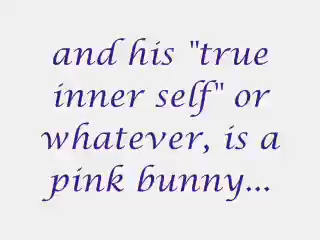 and his "true
inner self" or
whatever, is a
pink bunny...